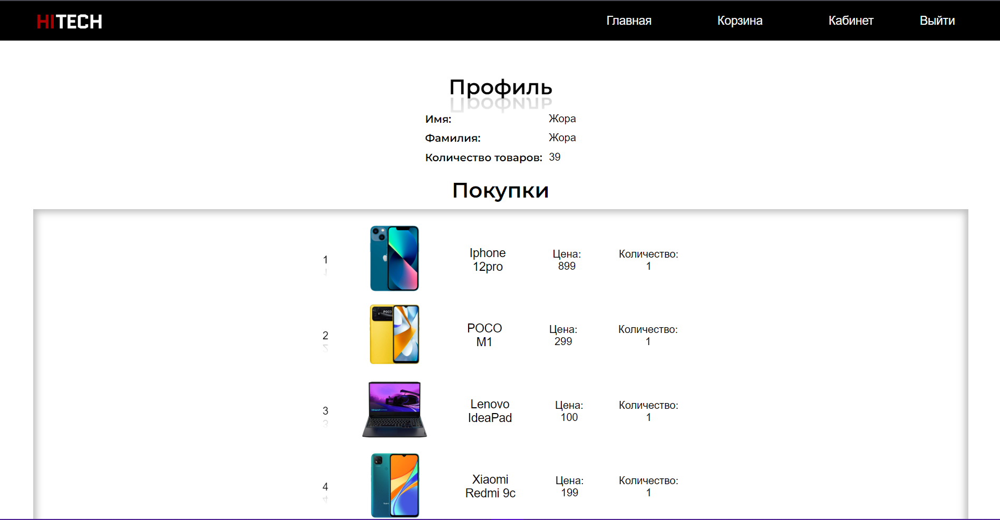 HITECH
Главная Корзина Кабинет Выйти
Профиль
Имя: Жора
Фамилия: Жора
Количество товаров: 39
Покупки
1
Iphone
12pro
Цена:
899
Количество:
1
POCO
2
POCO
M1
Цена:
299
Количество:
1
3
Lenovo
IdeaPad
Цена:
100
Количество:
1
4
Xiaomi
Redmi 9c
Цена:
199
Количество:
1